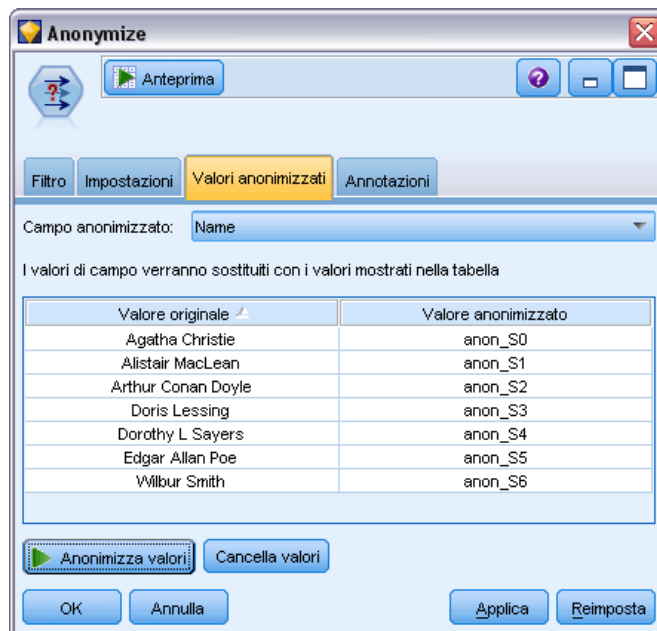 Anonymize
Anteprima
Filtro Impostazioni Valori anonimizzati Annotazioni
Campo anonimizzato: Name
I valori di campo verranno sostituiti con i valori mostrati nella tabella
Valore originale Valore anonimizzato
Agatha Christie anon_S0
Alistair MacLean anon_S1
Arthur Conan Doyle anon_S2
Doris Lessing anon_S3
Dorothy L Sayers anon_S4
Edgar Allan Poe anon_S5
Wilbur Smith anon_S6
Anonimizza valori Cancella valori
OK Annulla Applica Reimposta